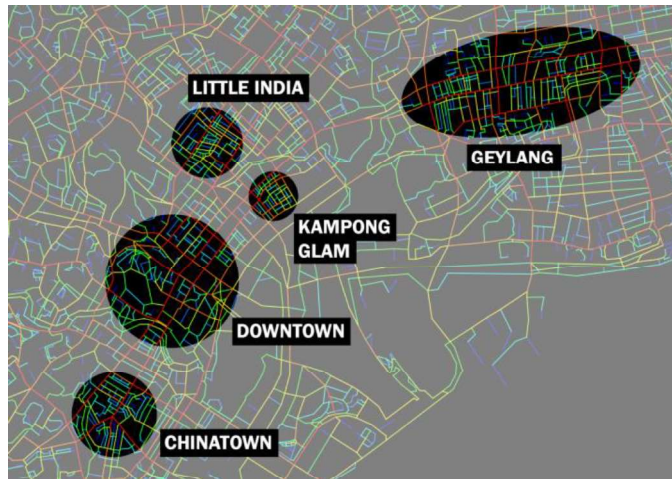 LITTLE INDIA
GEYLANG
KAMPONG
GLAM
DOWNTOWN
CHINATOWN